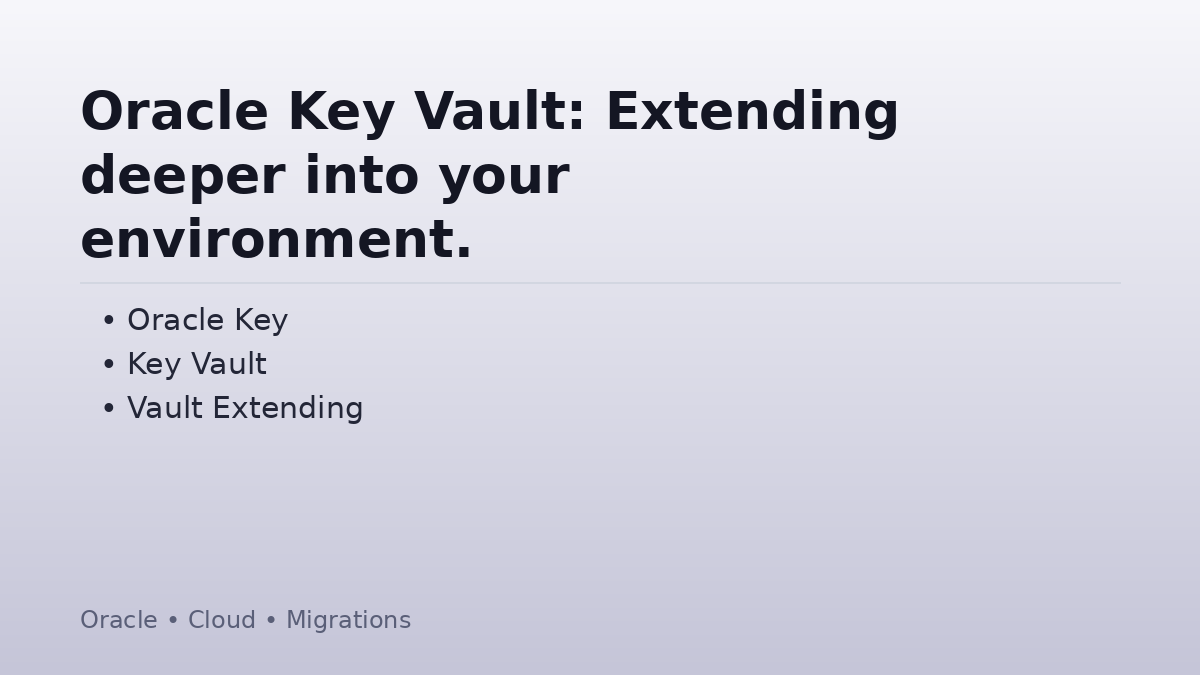 Oracle Key Vault: Extending
deeper into your
environment.
• Oracle Key
• Key Vault
• Vault Extending
Oracle • Cloud • Migrations